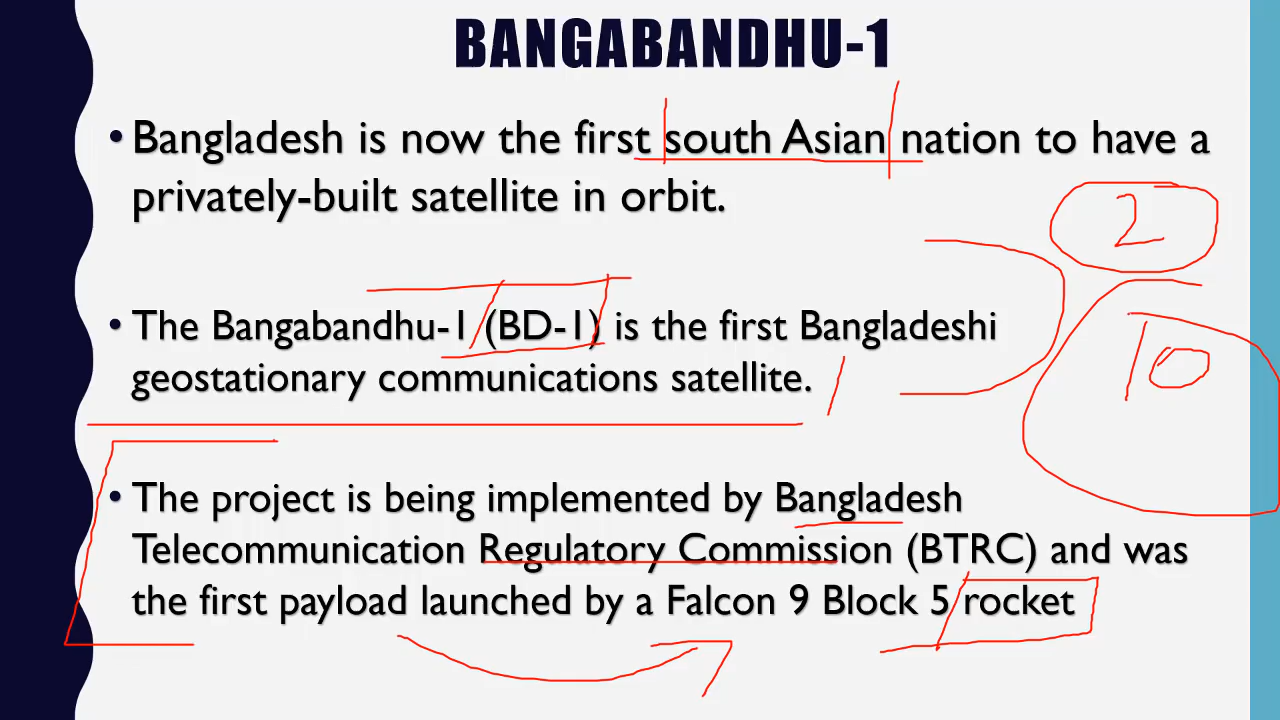 BANGABANDHU-1
• Bangladesh is now the first south Asian nation to have a
privately-built satellite in orbit.
2
• The Bangabandhu-1 (BD-1) is the first Bangladeshi
geostationary communications satellite.
10
• The project is being implemented by Bangladesh
Telecommunication Regulatory Commission (BTRC) and was
the first payload launched by a Falcon 9 Block 5 rocket